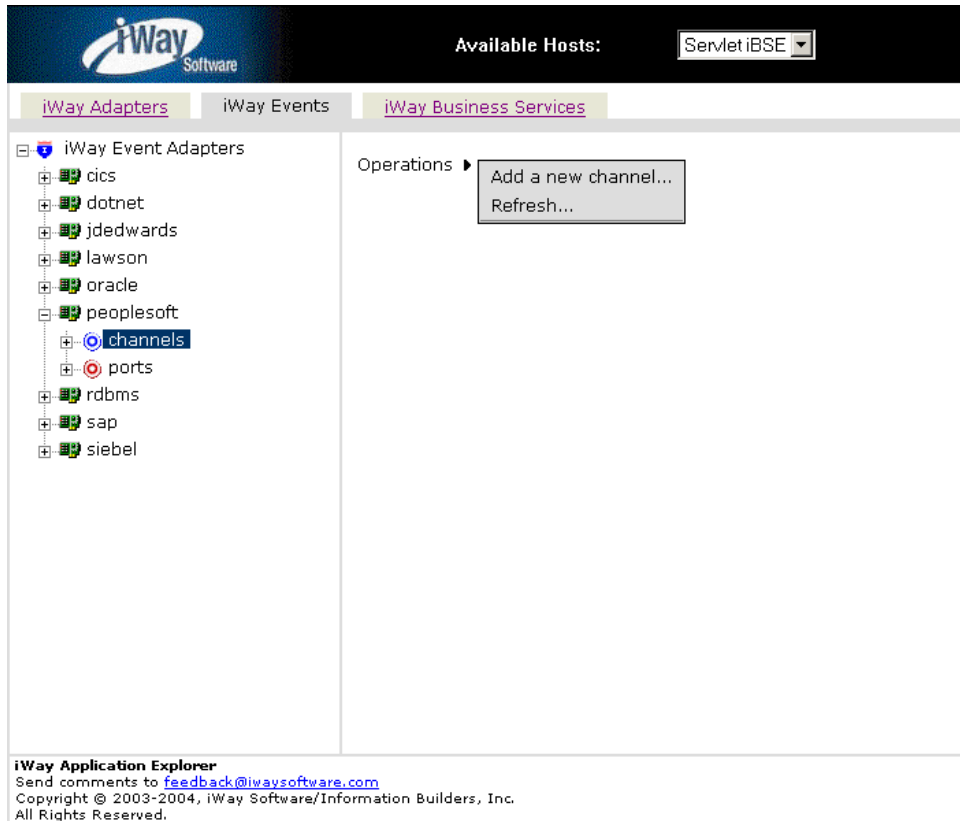 iWay
Software
Available Hosts:
Servlet iBSE
iWay Adapters
iWay Events
iWay Business Services
iWay Event Adapters
cics
dotnet
jdedwards
lawson
oracle
peoplesoft
channels
ports
rdbms
sap
siebel
Operations
Add a new channel...
Refresh...
iWay Application Explorer
Send comments to feedback@iwaysoftware.com
Copyright © 2003-2004, iWay Software/Information Builders, Inc.
All Rights Reserved.